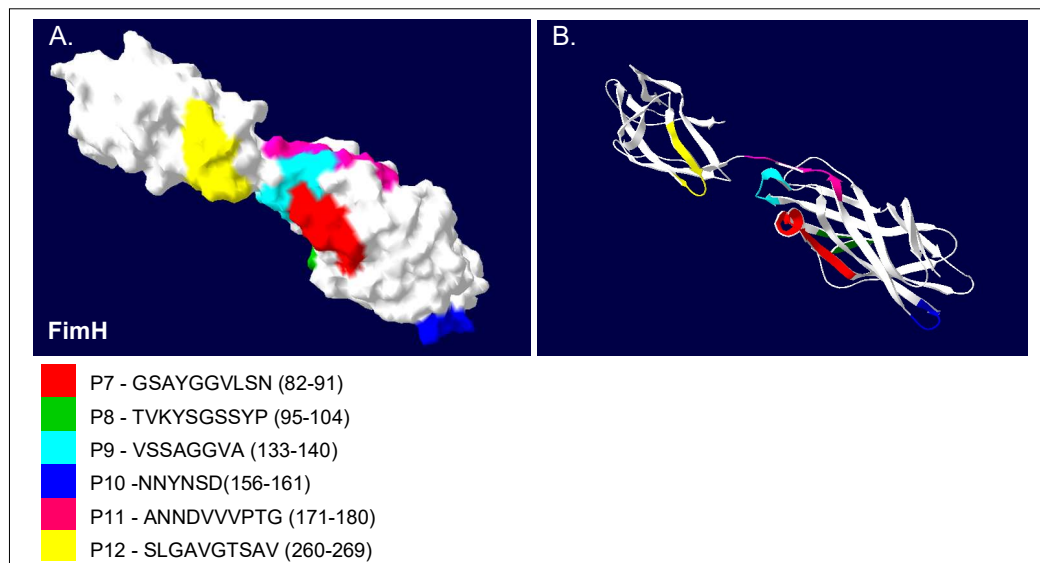 A.
B.
FimH
P7 - GSAYGGVLSN (82-91)
P8 - TVKYSGSSYP (95-104)
P9 - VSSAGGVA (133-140)
P10 -NNYNSD(156-161)
P11 - ANNDVVVPTG (171-180)
P12 - SLGAVGTSAV (260-269)